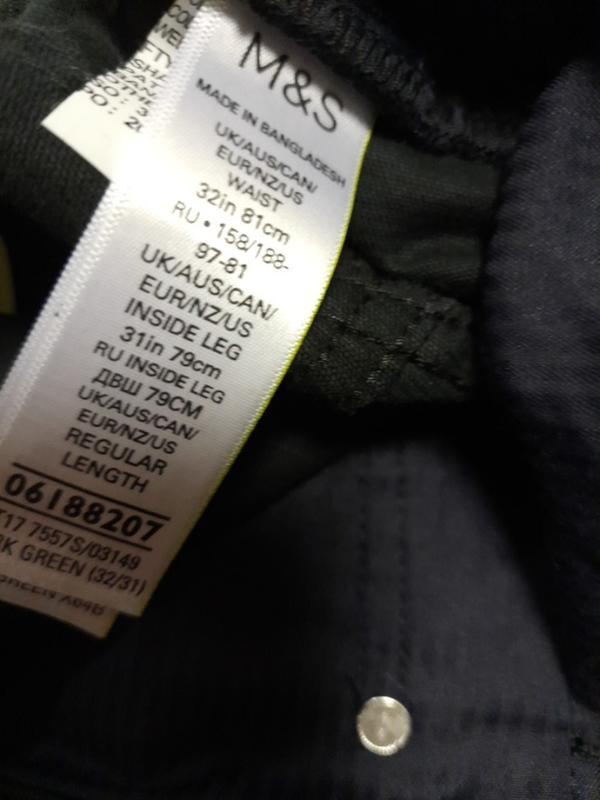 M&S
MADE IN BANGLADESH
UK/AUS/CAN/
EUR/NZ/US
WAIST
32in 81cm
RU • 158/188-
97-81
UK/AUS/CAN/
EUR/NZ/US
INSIDE LEG
31in 79cm
RU INSIDE LEG
ДВШ 79СМ
UK/AUS/CAN/
EUR/NZ/US
REGULAR
LENGTH
06188207
T17 7557S/03149
RK GREEN (32/31)